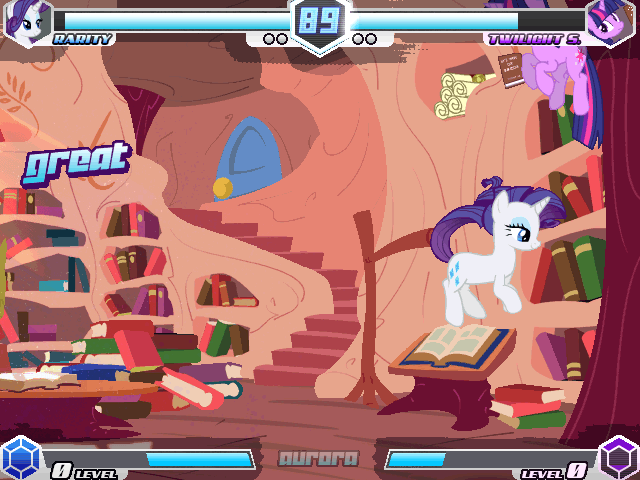 89
RARITY
TWILIGHT S.
great
0 LEVEL
aurora
LEVEL 0